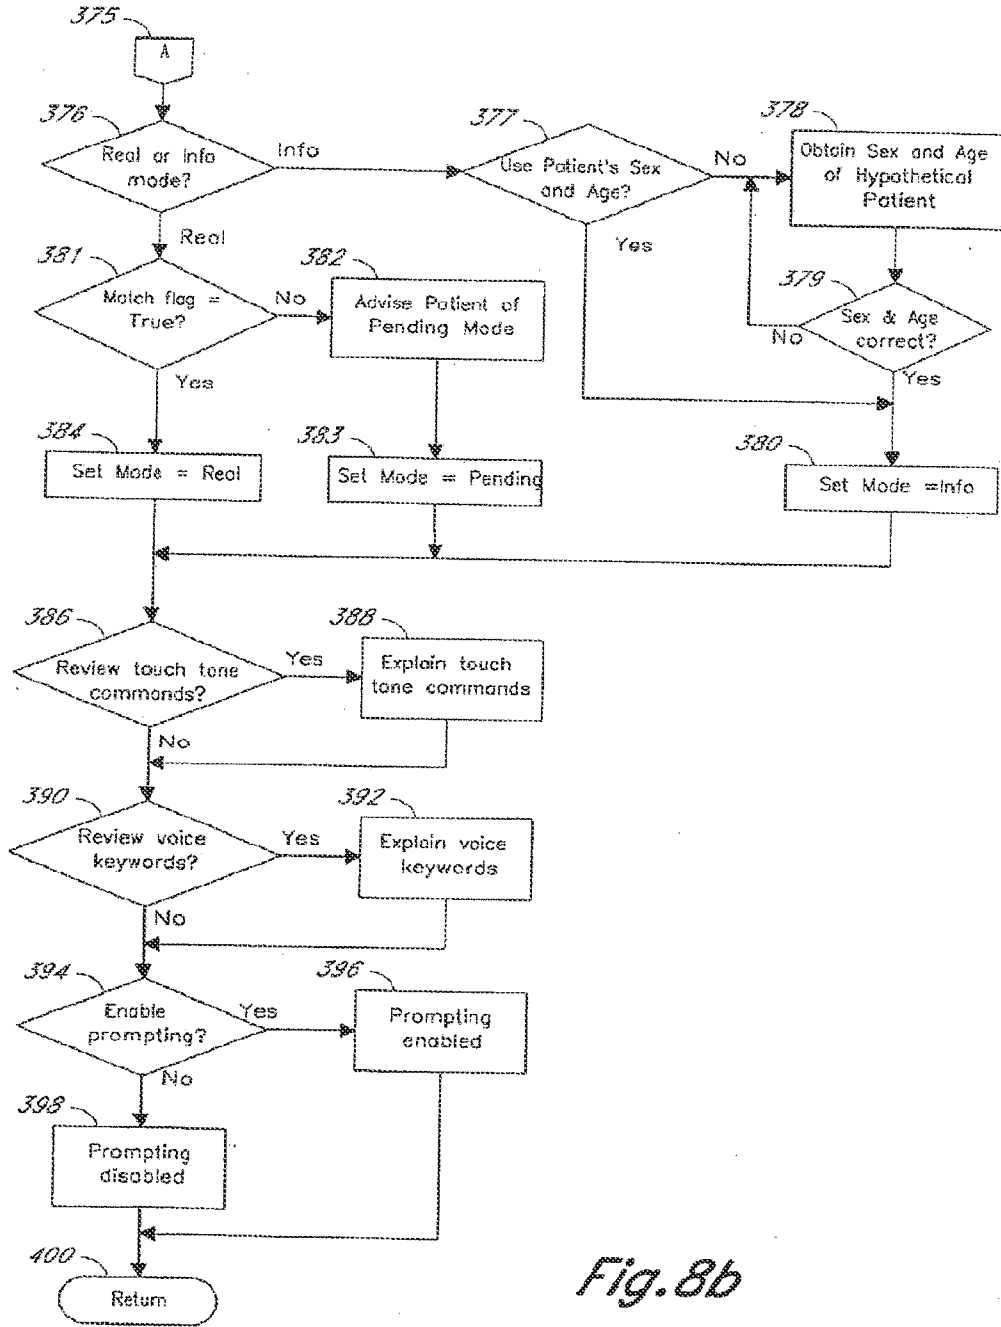 375
A
376
Real or Info
mode?
Info
377
Use Patient's Sex
and Age?
No
378
Obtain Sex and Age
of Hypothetical
Patient
Real
Yes
381
Match flag =
True?
No
382
Advise Patient of
Pending Mode
379
Sex & Age
correct?
No
Yes
Yes
384
Set Mode = Real
383
Set Mode = Pending
380
Set Mode =Info
386
Review touch tone
commands?
Yes
388
Explain touch
tone commands
No
390
Review voice
keywords?
Yes
392
Explain voice
keywords
No
394
Enable
prompting?
Yes
396
Prompting
enabled
No
398
Prompting
disabled
400
Return
Fig.8b